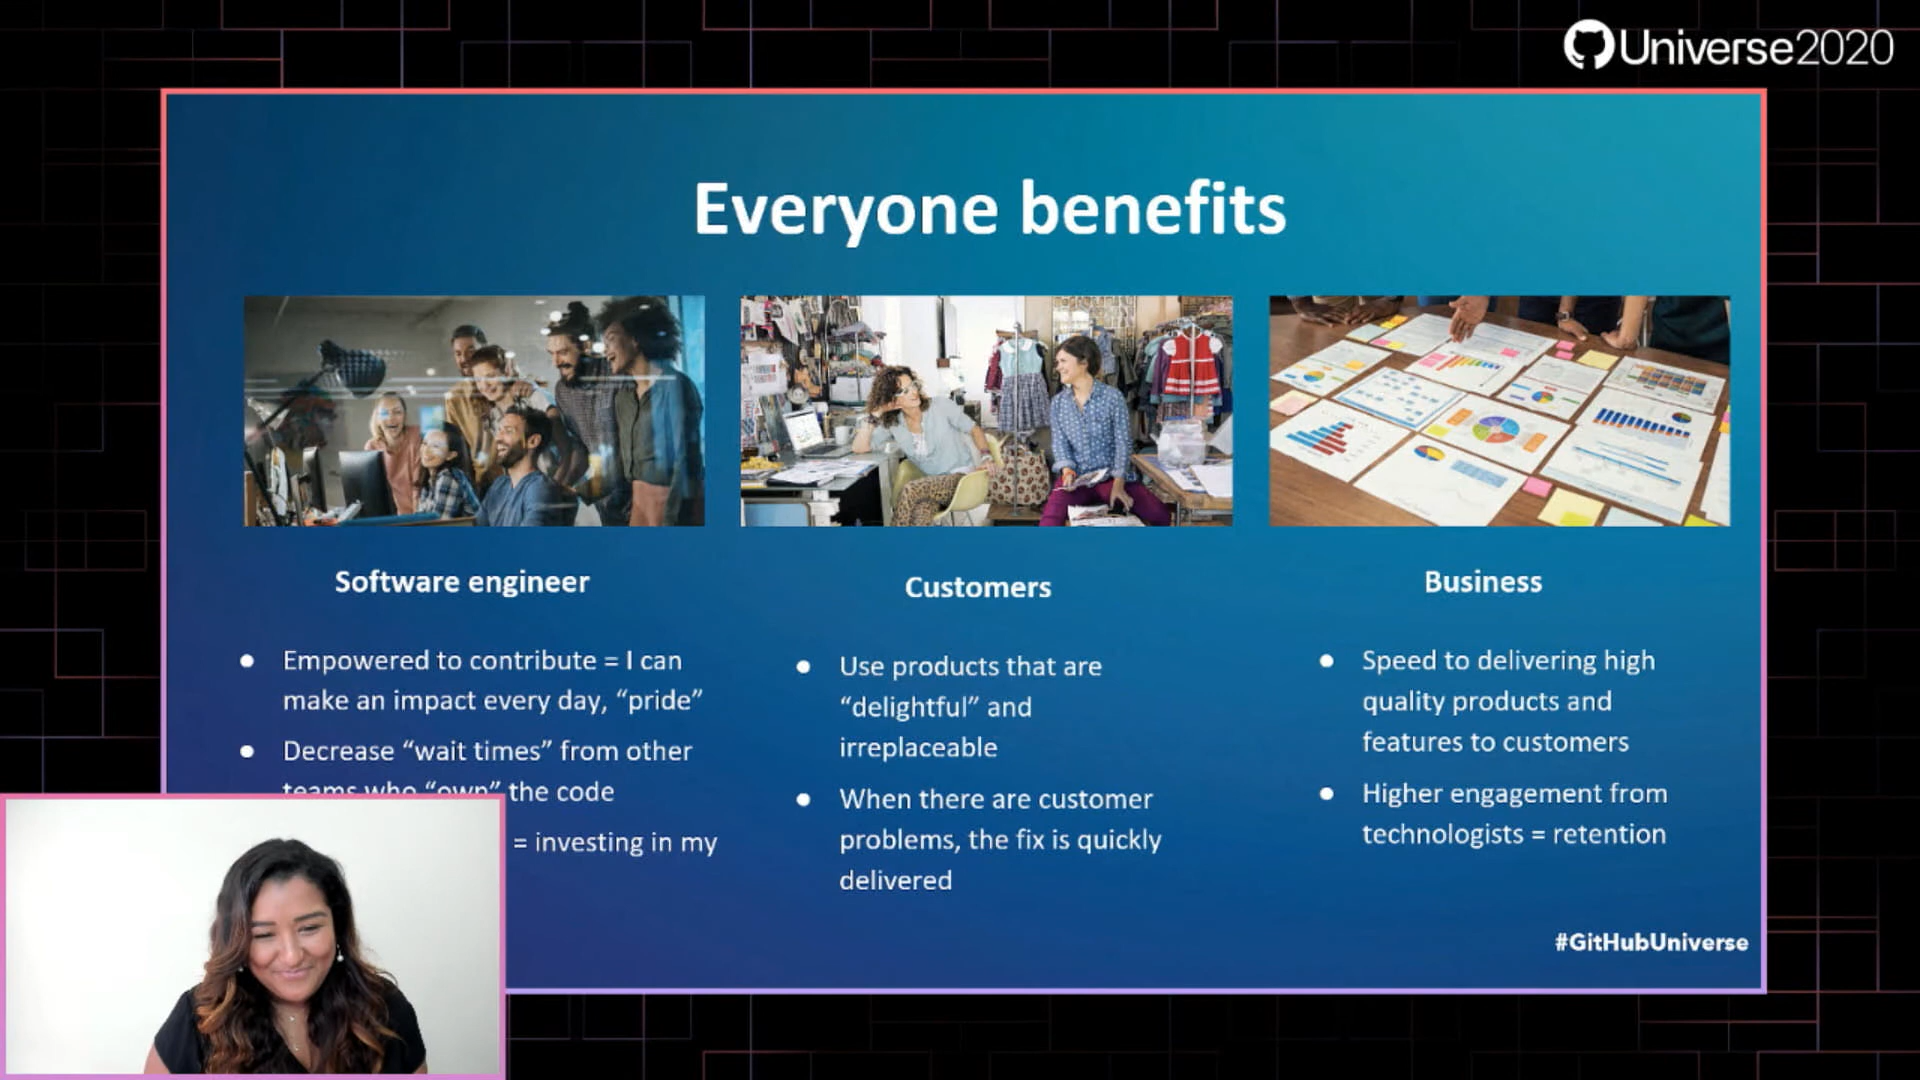 Universe2020
Everyone benefits
Software engineer
Empowered to contribute = I can
make an impact every day, “pride”
Decrease “wait times” from other
teams who “own” the code
= investing in my
Customers
Use products that are
“delightful” and
irreplaceable
When there are customer
problems, the fix is quickly
delivered
Business
Speed to delivering high
quality products and
features to customers
Higher engagement from
technologists = retention
#GitHubUniverse